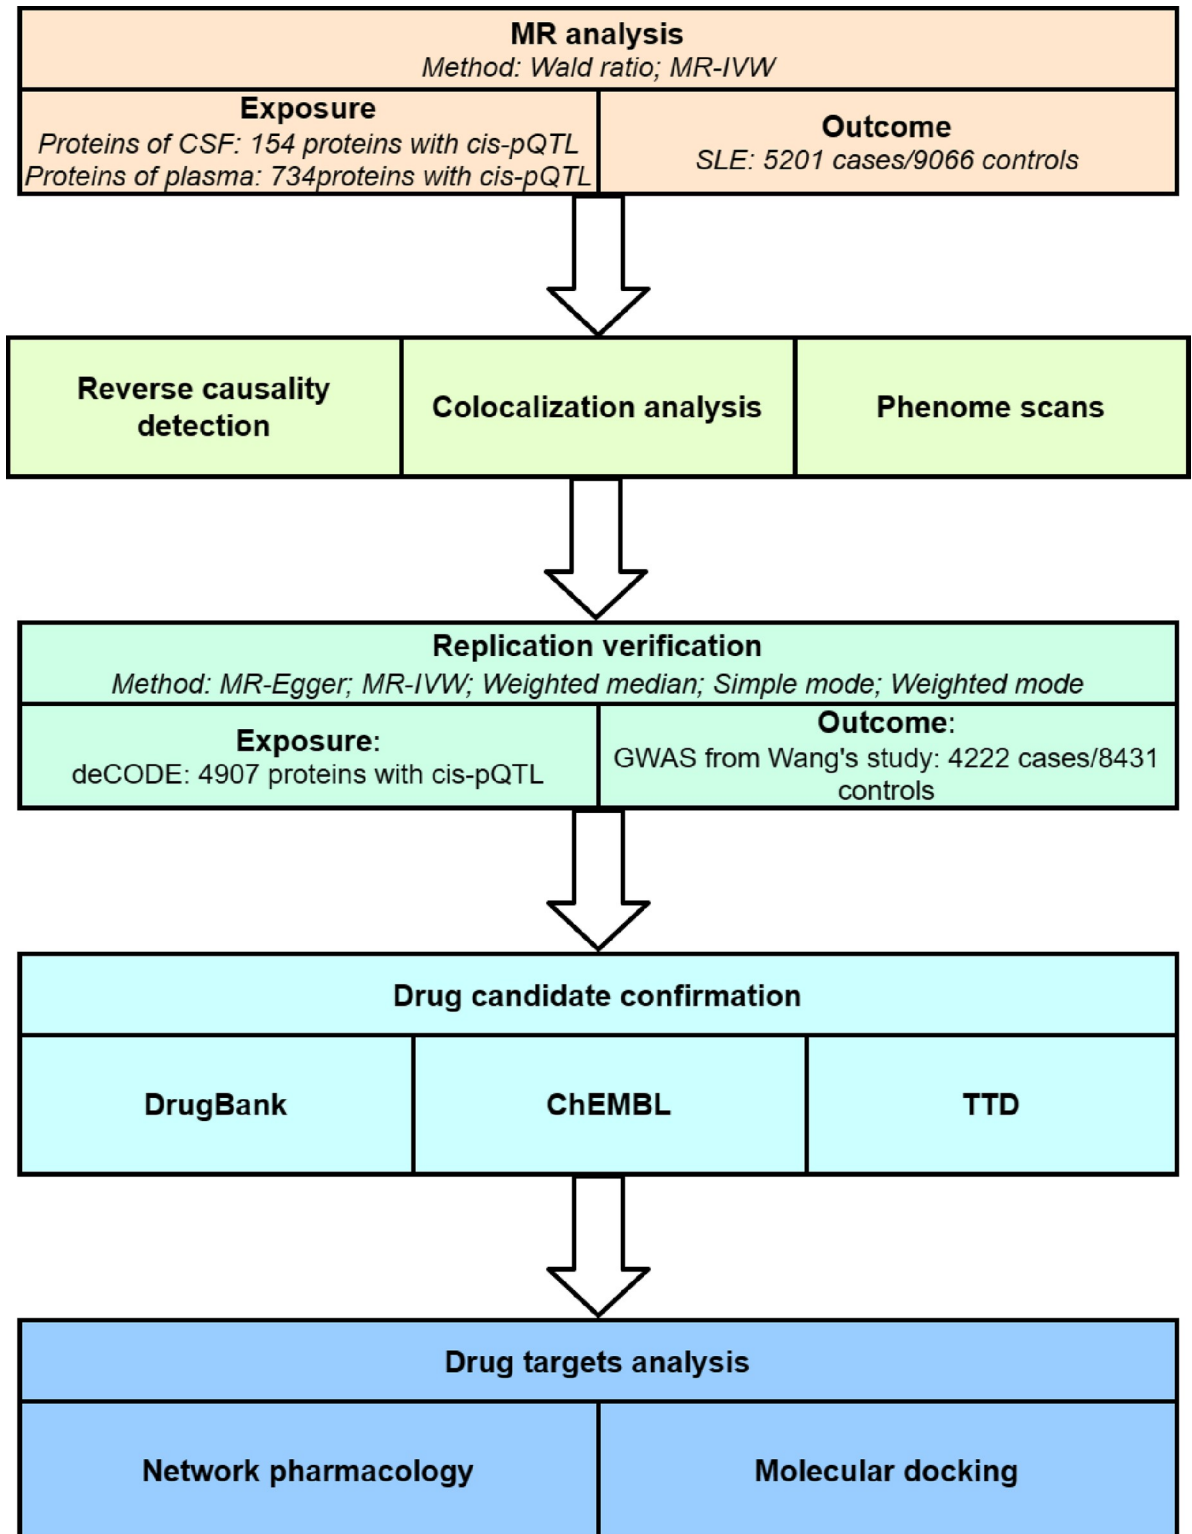 MR analysis
Method: Wald ratio; MR-IVW
Exposure
Proteins of CSF: 154 proteins with cis-pQTL
Proteins of plasma: 734proteins with cis-pQTL
Outcome
SLE: 5201 cases/9066 controls
Reverse causality
detection
Colocalization analysis
Phenome scans
Replication verification
Method: MR-Egger; MR-IVW; Weighted median; Simple mode; Weighted mode
Exposure:
deCODE: 4907 proteins with cis-pQTL
Outcome:
GWAS from Wang's study: 4222 cases/8431
controls
Drug candidate confirmation
DrugBank
ChEMBL
TTD
Drug targets analysis
Network pharmacology
Molecular docking